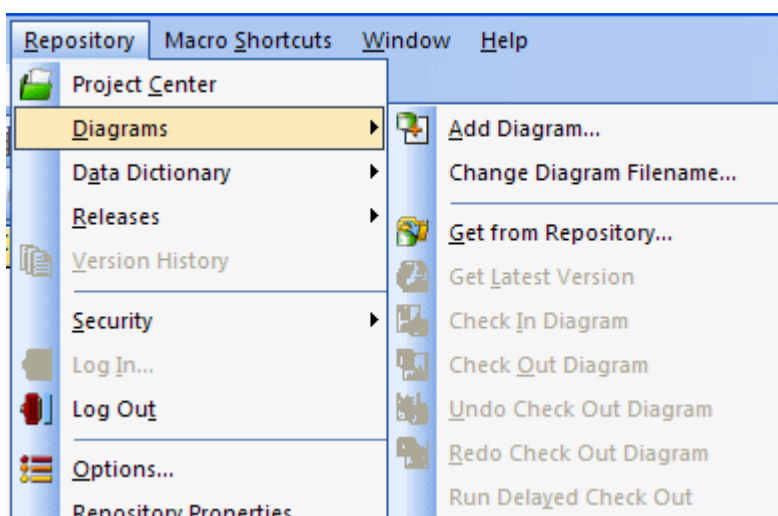 Repository Macro Shortcuts Window Help
Project Center
Diagrams
Data Dictionary
Releases
Version History
Security
Log In...
Log Out
Options...
Repository Properties
Add Diagram...
Change Diagram Filename...
Get from Repository...
Get Latest Version
Check In Diagram
Check Out Diagram
Undo Check Out Diagram
Redo Check Out Diagram
Run Delayed Check Out